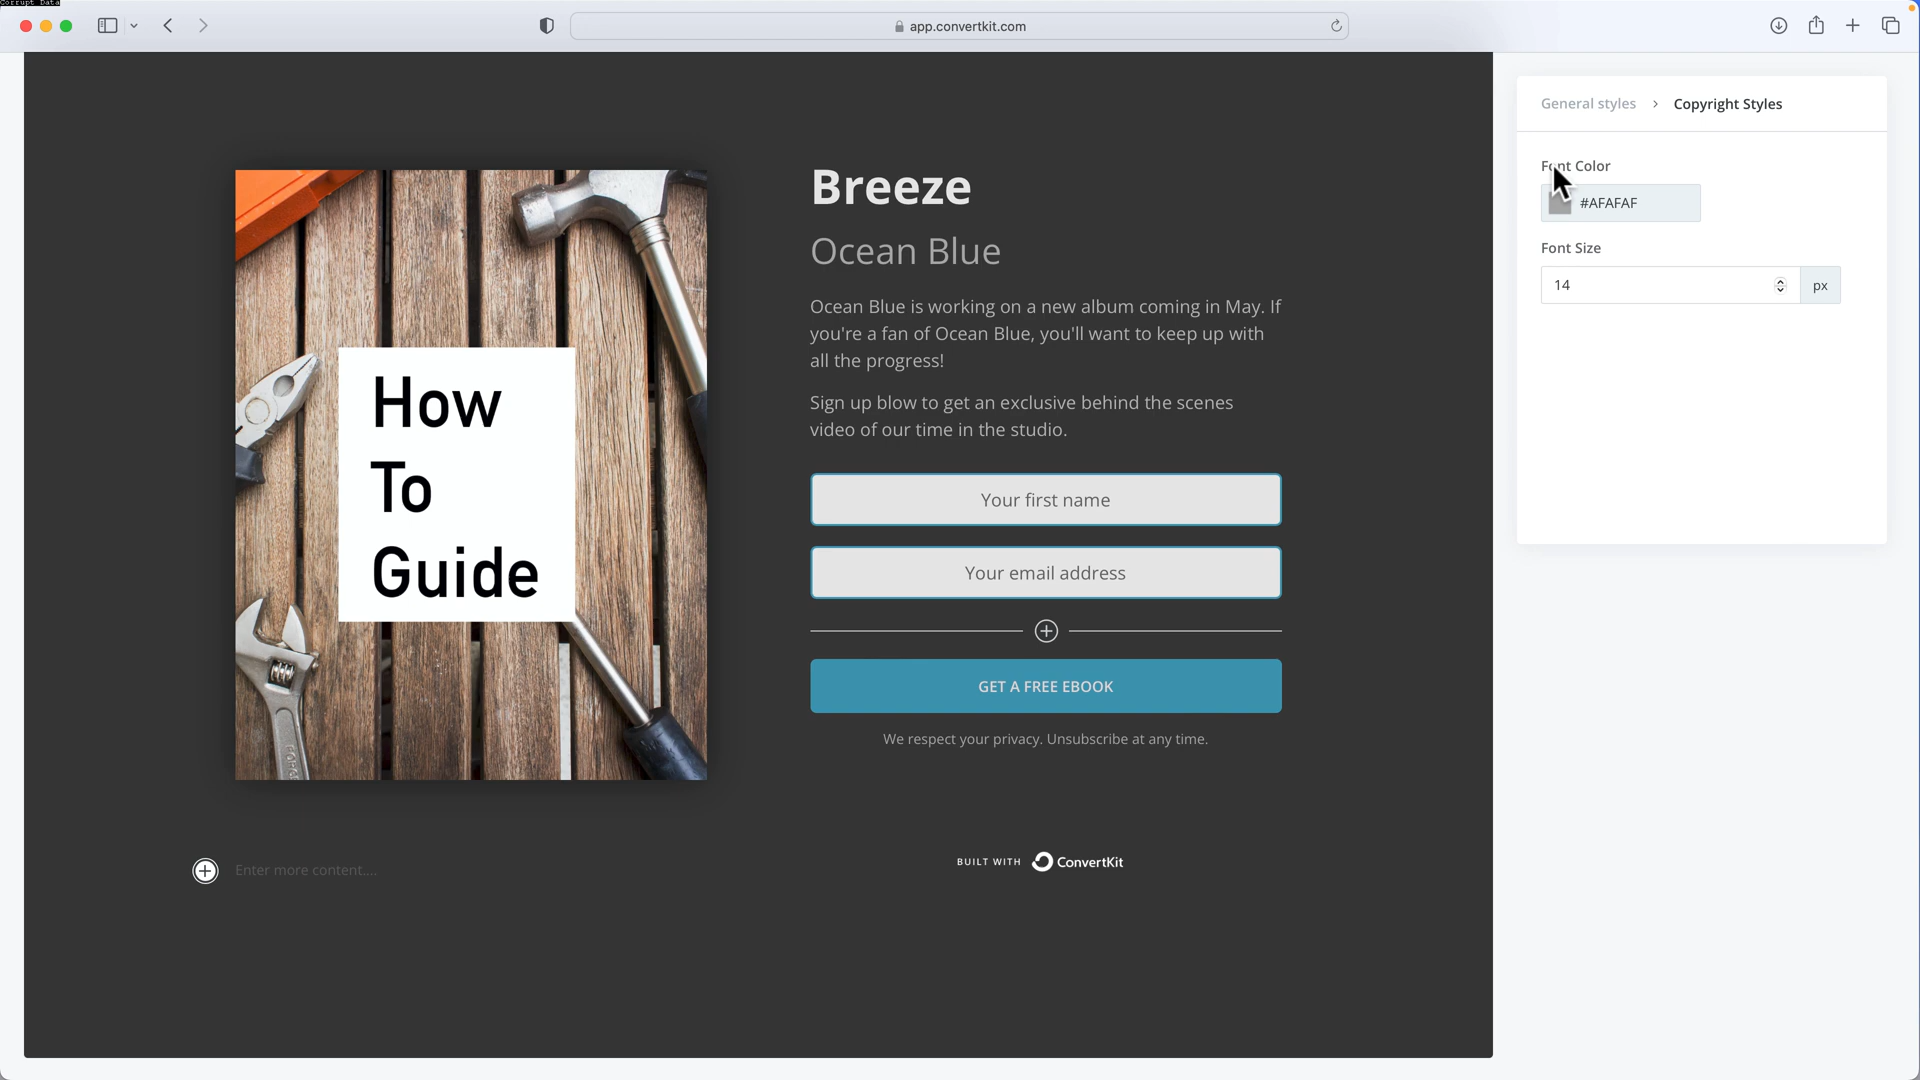 Corrupt Data
app.convertkit.com
General styles > Copyright Styles
Font Color
#AFAFAF
Font Size
14 px
Breeze
Ocean Blue
Ocean Blue is working on a new album coming in May. If
you're a fan of Ocean Blue, you'll want to keep up with
all the progress!
Sign up blow to get an exclusive behind the scenes
video of our time in the studio.
How
To
Guide
Your first name
Your email address
GET A FREE EBOOK
We respect your privacy. Unsubscribe at any time.
BUILT WITH ConvertKit
Enter more content....